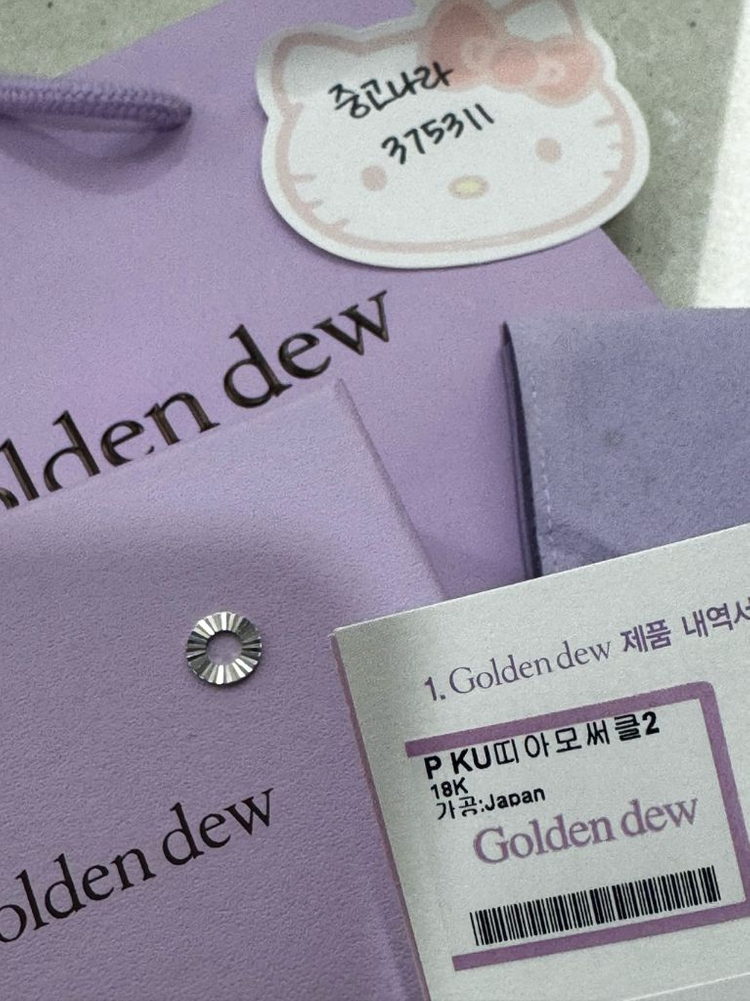 중고나라
375311
olden dew
1. Golden dew 제품 내역서
P KU띠아모써클2
18K
가공:Japan
Golden dew
olden dew